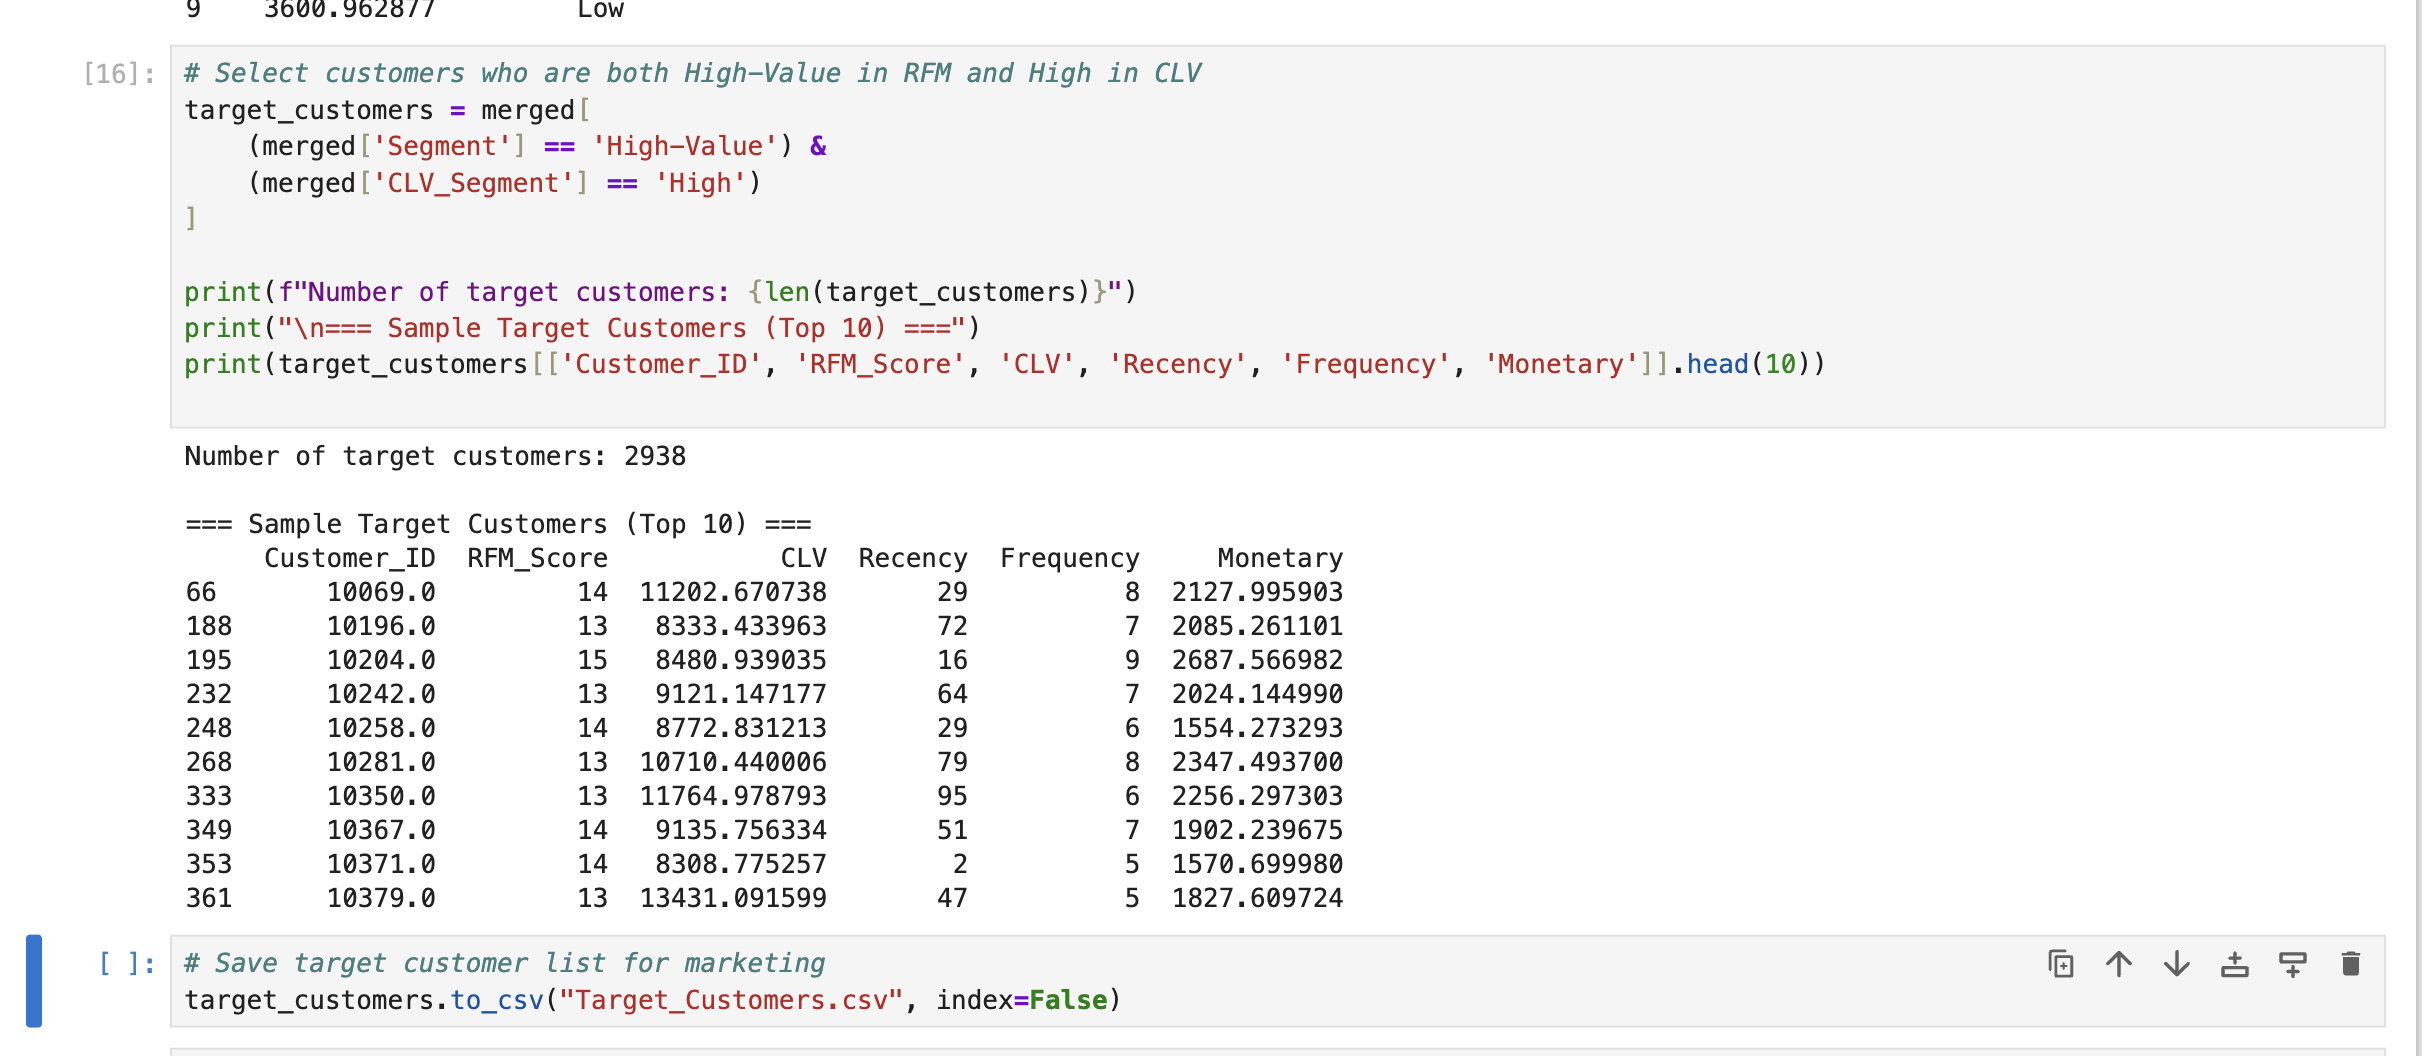 9    3600.962877         Low
[16]:
# Select customers who are both High-Value in RFM and High in CLV
target_customers = merged[
    (merged['Segment'] == 'High-Value') &
    (merged['CLV_Segment'] == 'High')
]
print(f"Number of target customers: {len(target_customers)}")
print("\n=== Sample Target Customers (Top 10) ===")
print(target_customers[['Customer_ID', 'RFM_Score', 'CLV', 'Recency', 'Frequency', 'Monetary']].head(10))
Number of target customers: 2938
=== Sample Target Customers (Top 10) ===
     Customer_ID  RFM_Score           CLV  Recency  Frequency     Monetary
66       10069.0         14  11202.670738       29          8  2127.995903
188      10196.0         13   8333.433963       72          7  2085.261101
195      10204.0         15   8480.939035       16          9  2687.566982
232      10242.0         13   9121.147177       64          7  2024.144990
248      10258.0         14   8772.831213       29          6  1554.273293
268      10281.0         13  10710.440006       79          8  2347.493700
333      10350.0         13  11764.978793       95          6  2256.297303
349      10367.0         14   9135.756334       51          7  1902.239675
353      10371.0         14   8308.775257        2          5  1570.699980
361      10379.0         13  13431.091599       47          5  1827.609724
[ ]:
# Save target customer list for marketing
target_customers.to_csv("Target_Customers.csv", index=False)